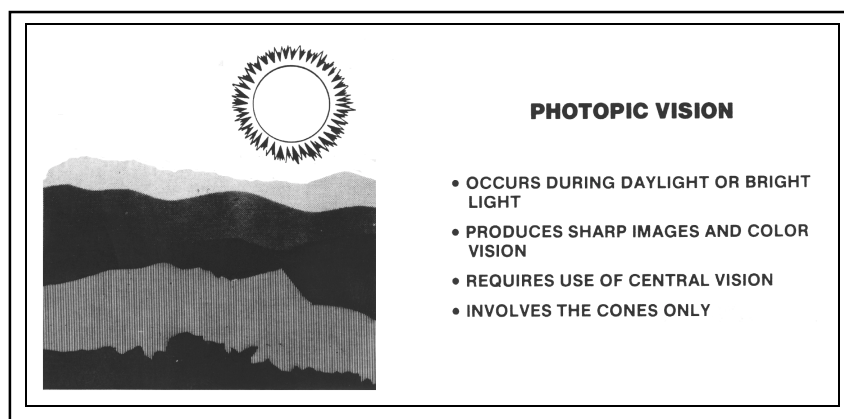 PHOTOPIC VISION
• OCCURS DURING DAYLIGHT OR BRIGHT
LIGHT
• PRODUCES SHARP IMAGES AND COLOR
VISION
• REQUIRES USE OF CENTRAL VISION
• INVOLVES THE CONES ONLY